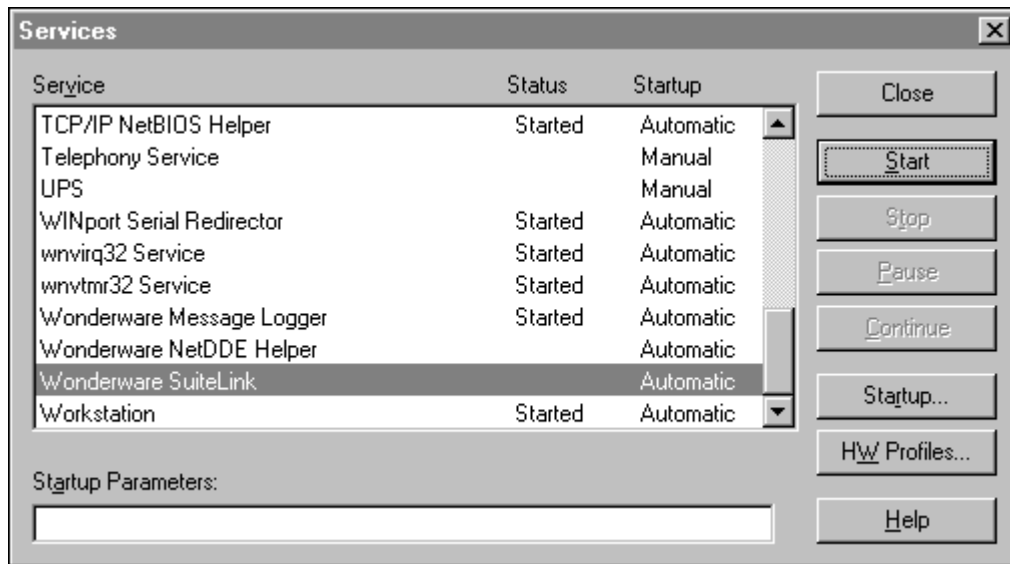 Services
Service Status Startup
TCP/IP NetBIOS Helper Started Automatic
Telephony Service Manual
UPS Manual
WINport Serial Redirector Started Automatic
wnvirq32 Service Started Automatic
wnvtmr32 Service Started Automatic
Wonderware Message Logger Started Automatic
Wonderware NetDDE Helper Automatic
Wonderware SuiteLink Automatic
Workstation Started Automatic
Startup Parameters:
Close
Start
Stop
Pause
Continue
Startup...
HW Profiles...
Help